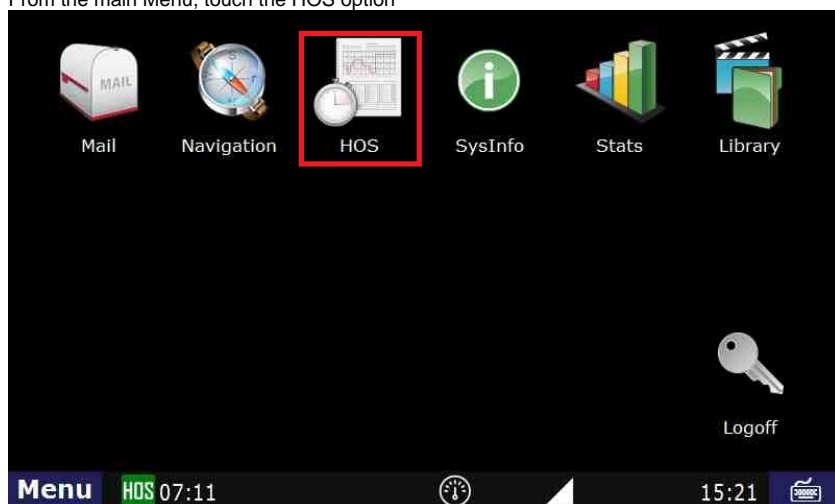 From the main Menu, touch the HOS option
MAIL
Mail Navigation HOS SysInfo Stats Library
Logoff
Menu HOS 07:11 15:21